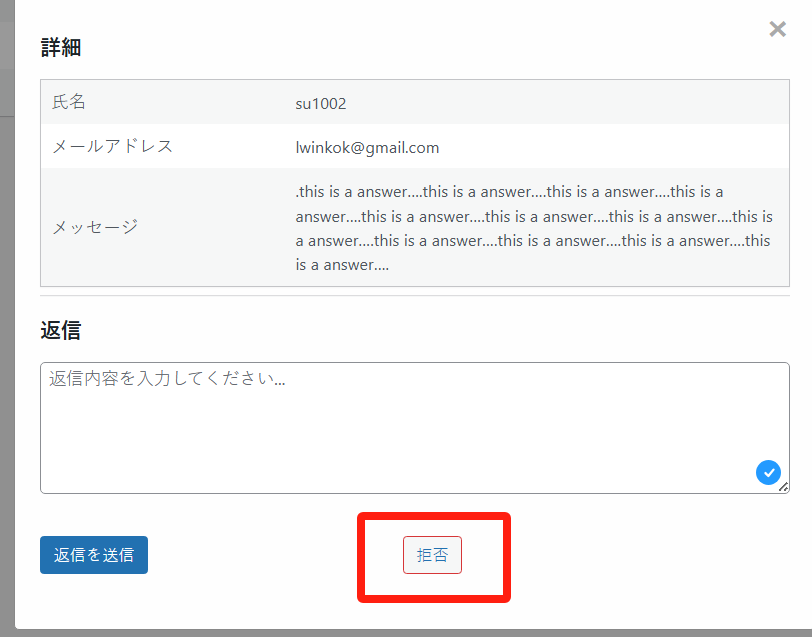 詳細
氏名 su1002
メールアドレス lwinkok@gmail.com
メッセージ
.this is a answer....this is a answer....this is a answer....this is a
answer....this is a answer....this is a answer....this is a answer....this is
a answer....this is a answer....this is a answer....this is a answer....this
is a answer....
返信
返信内容を入力してください...
返信を送信 拒否